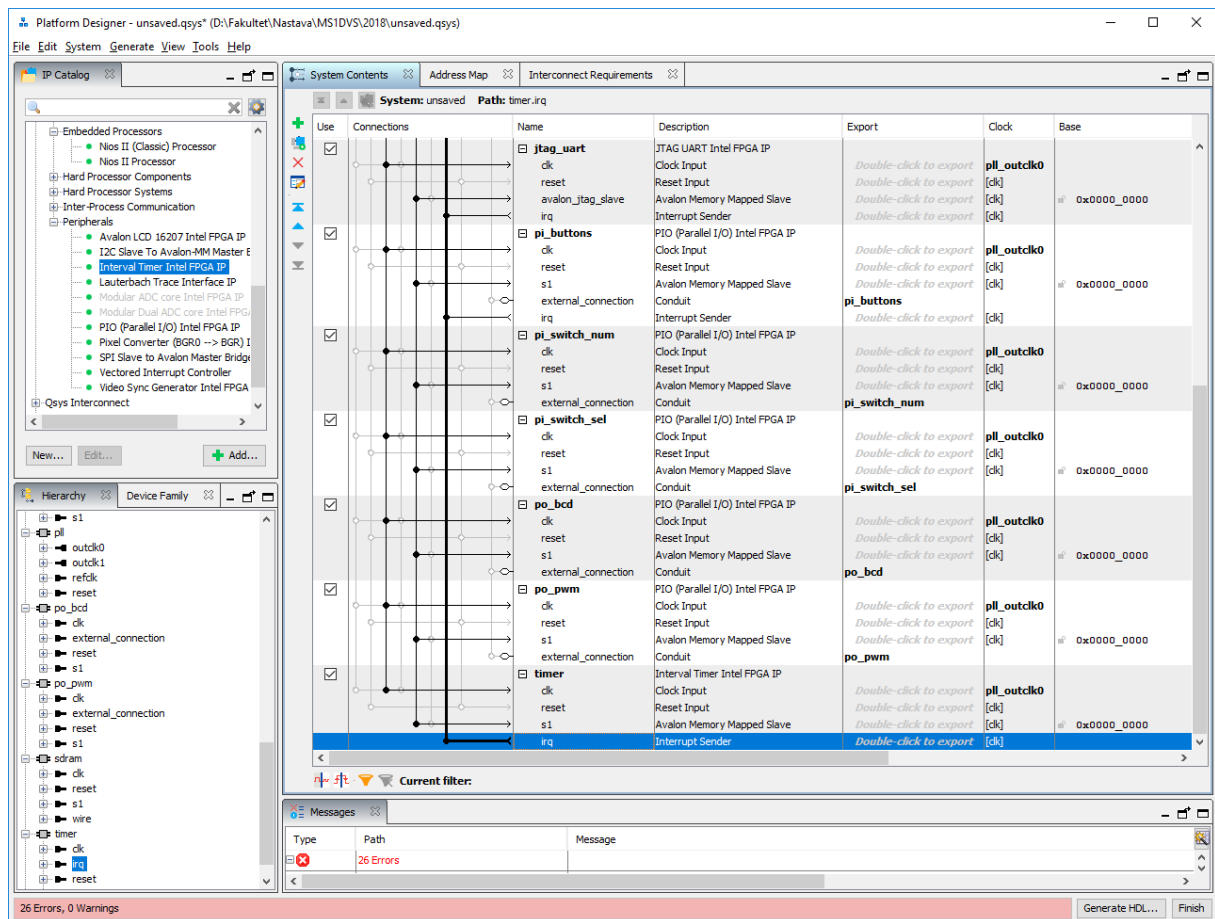 Platform Designer - unsaved.qsys* (D:\Fakultet\Nastava\MS1DVS\2018\unsaved.qsys)
File Edit System Generate View Tools Help
IP Catalog
Embedded Processors
Nios II (Classic) Processor
Nios II Processor
Hard Processor Components
Hard Processor Systems
Inter-Process Communication
Peripherals
Avalon LCD 16207 Intel FPGA IP
I2C Slave To Avalon-MM Master E
Interval Timer Intel FPGA IP
Lauterbach Trace Interface IP
Modular ADC core Intel FPGA IP
Modular Dual ADC core Intel FPGA
PIO (Parallel I/O) Intel FPGA IP
Pixel Converter (BGR0 --> BGR) I
SPI Slave to Avalon Master Bridge
Vectored Interrupt Controller
Video Sync Generator Intel FPGA
Qsys Interconnect
New... Edit... Add...
Hierarchy Device Family
s1
pll
outclk0
outclk1
refclk
reset
po_bcd
clk
external_connection
reset
s1
po_pwm
clk
external_connection
reset
s1
sdram
clk
reset
s1
wire
timer
clk
irq
reset
System Contents Address Map Interconnect Requirements
System: unsaved Path: timer.irq
Use Connections Name Description Export Clock Base
jtag_uart JTAG UART Intel FPGA IP
clk Clock Input Double-click to export pll_outclk0
reset Reset Input Double-click to export [clk]
avalon_jtag_slave Avalon Memory Mapped Slave Double-click to export [clk] 0x0000_0000
irq Interrupt Sender Double-click to export [clk]
pi_buttons PIO (Parallel I/O) Intel FPGA IP
clk Clock Input Double-click to export pll_outclk0
reset Reset Input Double-click to export [clk]
s1 Avalon Memory Mapped Slave Double-click to export [clk] 0x0000_0000
external_connection Conduit pi_buttons
irq Interrupt Sender Double-click to export [clk]
pi_switch_num PIO (Parallel I/O) Intel FPGA IP
clk Clock Input Double-click to export pll_outclk0
reset Reset Input Double-click to export [clk]
s1 Avalon Memory Mapped Slave Double-click to export [clk] 0x0000_0000
external_connection Conduit pi_switch_num
pi_switch_sel PIO (Parallel I/O) Intel FPGA IP
clk Clock Input Double-click to export pll_outclk0
reset Reset Input Double-click to export [clk]
s1 Avalon Memory Mapped Slave Double-click to export [clk] 0x0000_0000
external_connection Conduit pi_switch_sel
po_bcd PIO (Parallel I/O) Intel FPGA IP
clk Clock Input Double-click to export pll_outclk0
reset Reset Input Double-click to export [clk]
s1 Avalon Memory Mapped Slave Double-click to export [clk] 0x0000_0000
external_connection Conduit po_bcd
po_pwm PIO (Parallel I/O) Intel FPGA IP
clk Clock Input Double-click to export pll_outclk0
reset Reset Input Double-click to export [clk]
s1 Avalon Memory Mapped Slave Double-click to export [clk] 0x0000_0000
external_connection Conduit po_pwm
timer Interval Timer Intel FPGA IP
clk Clock Input Double-click to export pll_outclk0
reset Reset Input Double-click to export [clk]
s1 Avalon Memory Mapped Slave Double-click to export [clk] 0x0000_0000
irq Interrupt Sender Double-click to export [clk]
Current filter:
Messages
Type Path Message
26 Errors
26 Errors, 0 Warnings
Generate HDL... Finish